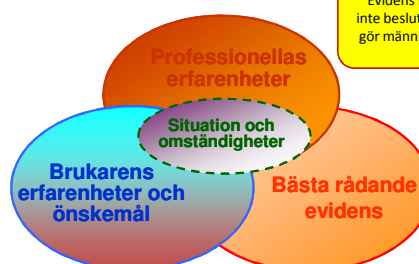 Evidens
inte beslut
gör männ
Professionellas
erfarenheter
Situation och
omständigheter
Brukarens
erfarenheter och
önskemål
Bästa rådande
evidens